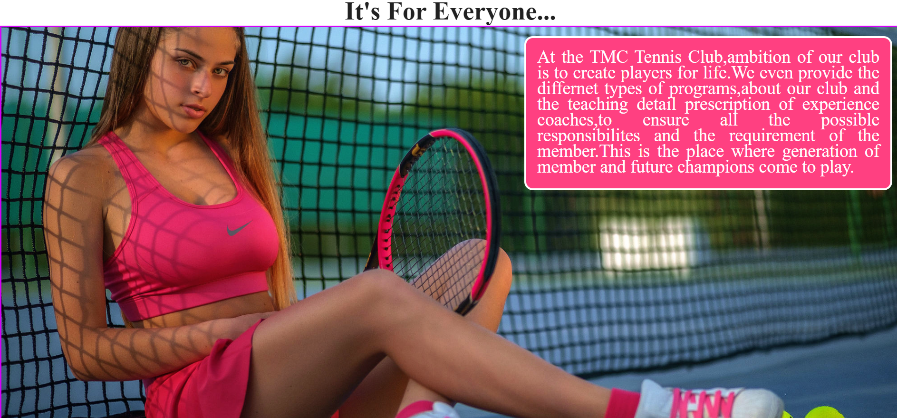 It's For Everyone...
At the TMC Tennis Club,ambition of our club
is to create players for life.We even provide the
differnet types of programs,about our club and
the teaching detail prescription of experience
coaches,to ensure all the possible
responsibilites and the requirement of the
member.This is the place where generation of
member and future champions come to play.